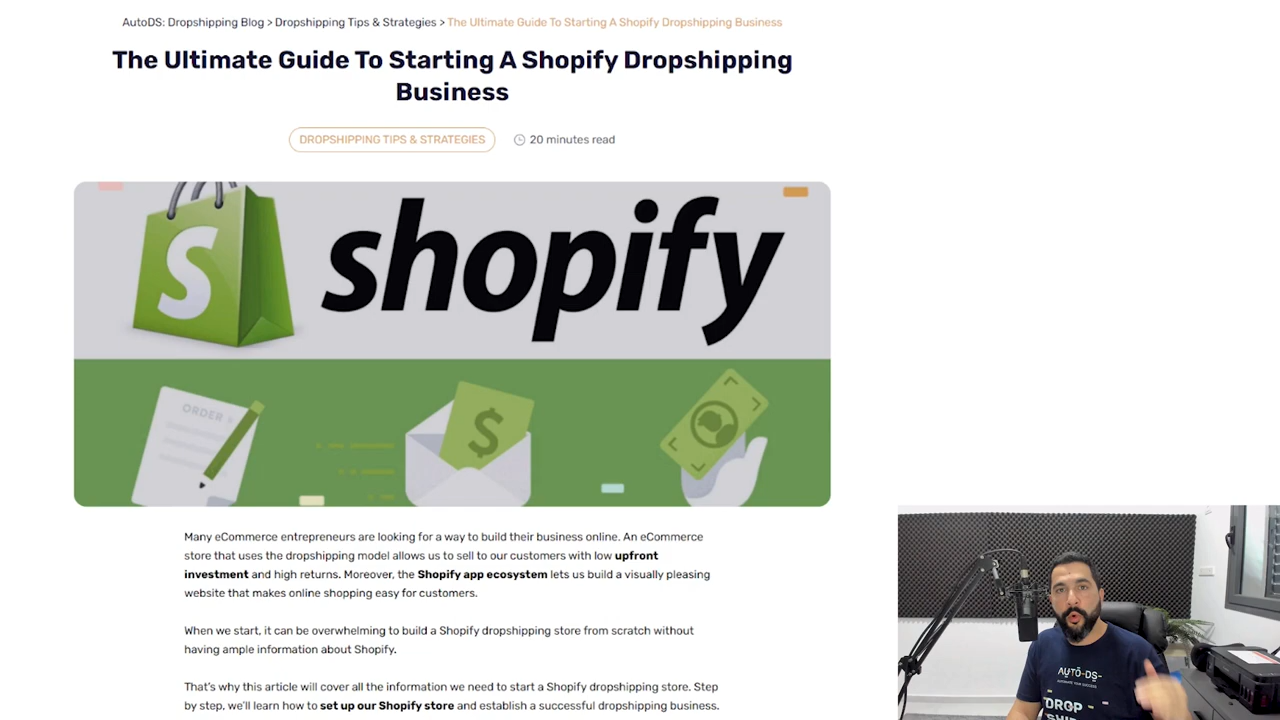 AutoDS: Dropshipping Blog > Dropshipping Tips & Strategies > The Ultimate Guide To Starting A Shopify Dropshipping Business
The Ultimate Guide To Starting A Shopify Dropshipping
Business
DROPSHIPPING TIPS & STRATEGIES
20 minutes read
S shopify
ORDER
$
Many eCommerce entrepreneurs are looking for a way to build their business online. An eCommerce
store that uses the dropshipping model allows us to sell to our customers with low upfront
investment and high returns. Moreover, the Shopify app ecosystem lets us build a visually pleasing
website that makes online shopping easy for customers.
When we start, it can be overwhelming to build a Shopify dropshipping store from scratch without
having ample information about Shopify.
That's why this article will cover all the information we need to start a Shopify dropshipping store. Step
by step, we'll learn how to set up our Shopify store and establish a successful dropshipping business.
AUTO-DS-
AUTOMATE YOUR SUCCESS
DROP